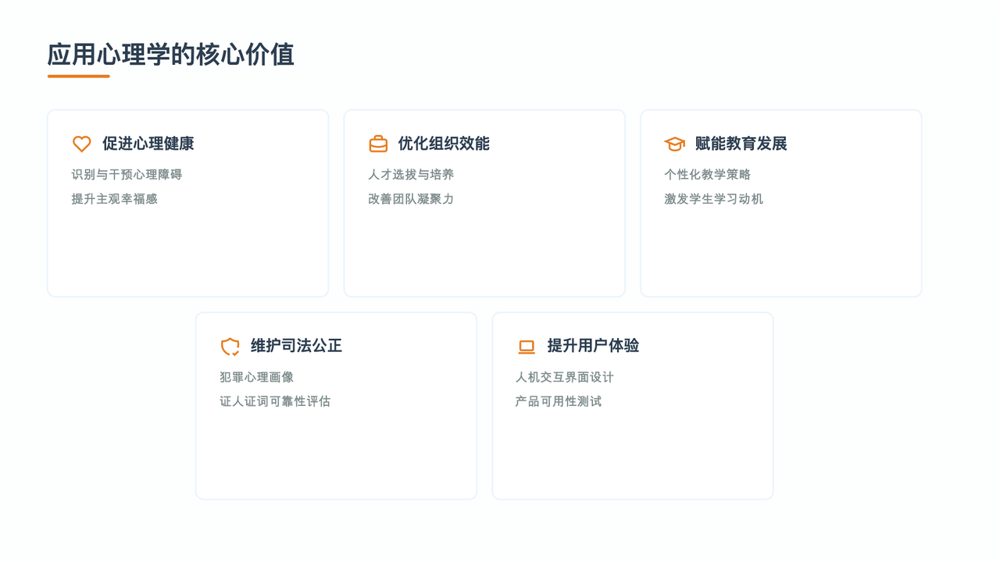 应用心理学的核心价值
促进心理健康
识别与干预心理障碍
提升主观幸福感
优化组织效能
人才选拔与培养
改善团队凝聚力
赋能教育发展
个性化教学策略
激发学生学习动机
维护司法公正
犯罪心理画像
证人证词可靠性评估
提升用户体验
人机交互界面设计
产品可用性测试